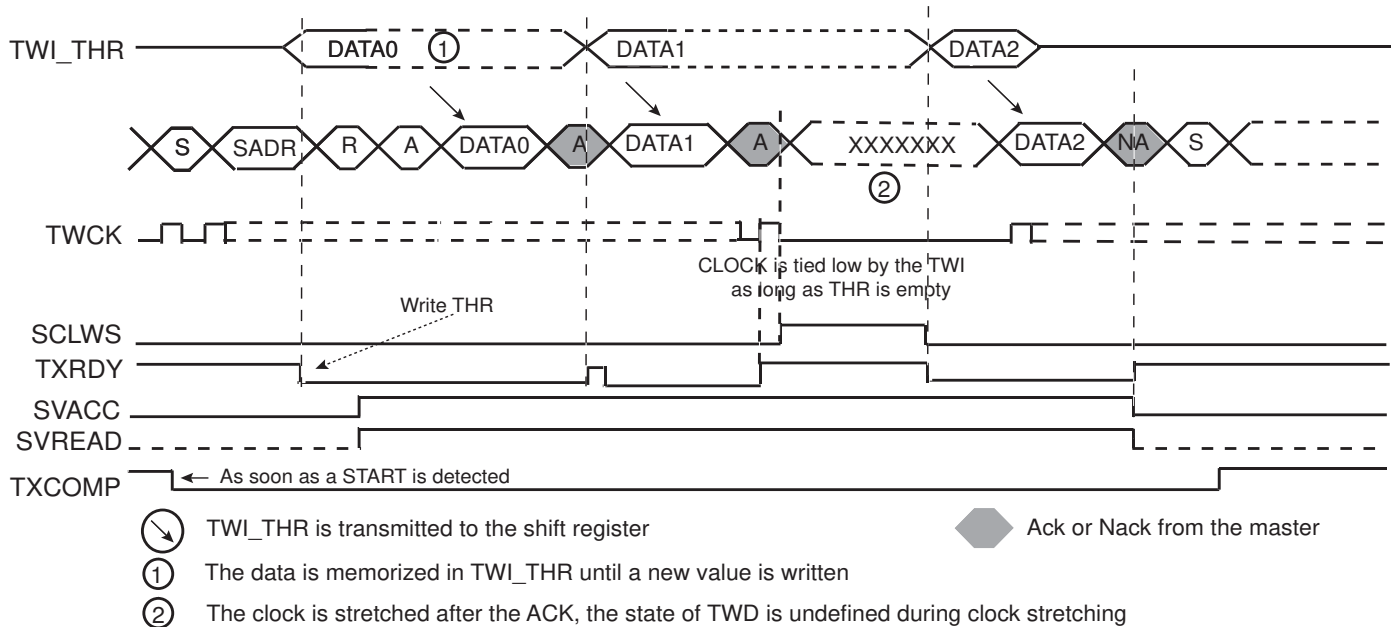 TWI_THR DATA0 1 DATA1 DATA2
S SADR R A DATA0 A DATA1 A XXXXXXX DATA2 NA S
2
TWCK
CLOCK is tied low by the TWI
as long as THR is empty
Write THR
SCLWS
TXRDY
SVACC
SVREAD
TXCOMP As soon as a START is detected
TWI_THR is transmitted to the shift register Ack or Nack from the master
1 The data is memorized in TWI_THR until a new value is written
2 The clock is stretched after the ACK, the state of TWD is undefined during clock stretching